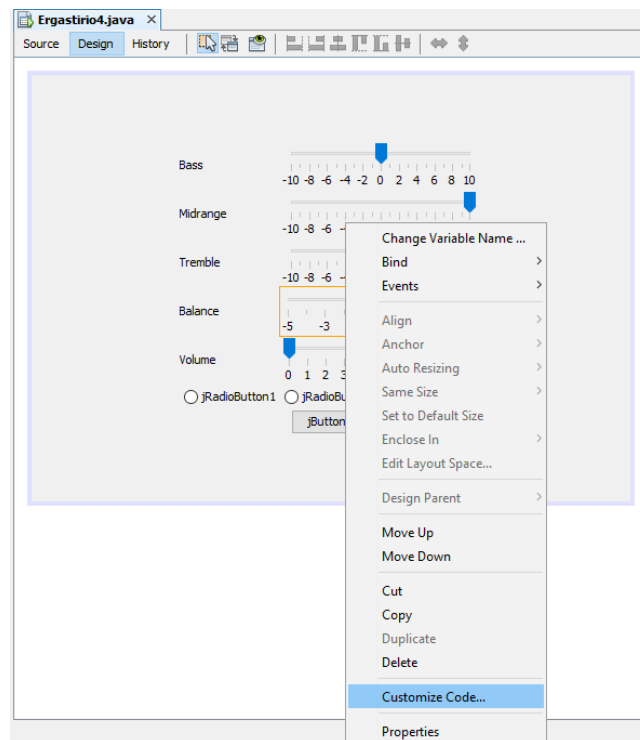 Ergastirio4.java ×
Source Design History
Bass
-10 -8 -6 -4 -2 0 2 4 6 8 10
Midrange
-10 -8 -6
Tremble
-10 -8 -6
Balance
-5 -3
Volume
0 1 2 3
jRadioButton1 jRadioBu
jButton
Change Variable Name ...
Bind
Events
Align
Anchor
Auto Resizing
Same Size
Set to Default Size
Enclose In
Edit Layout Space...
Design Parent
Move Up
Move Down
Cut
Copy
Duplicate
Delete
Customize Code...
Properties